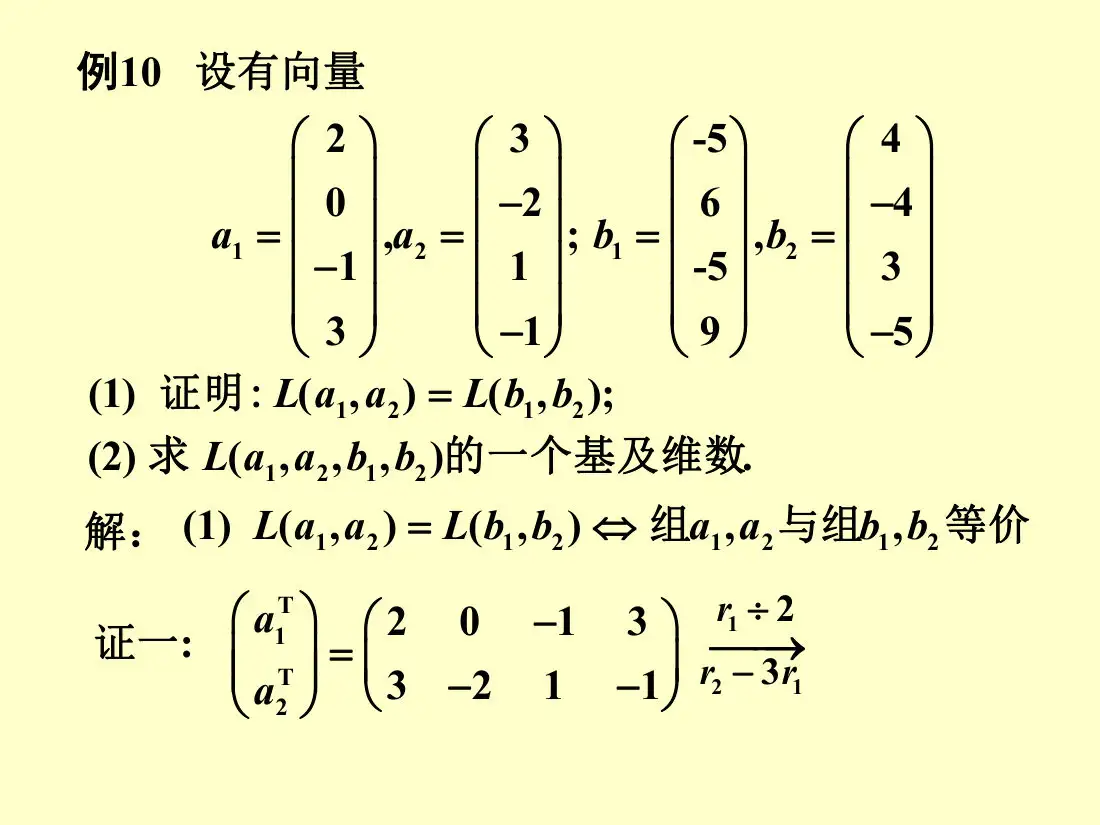 例10 设有向量
a₁ = (2, 0, −1, 3), a₂ = (3, −2, 1, −1); b₁ = (-5, 6, -5, 9), b₂ = (4, −4, 3, −5)
(1) 证明: L(a₁, a₂) = L(b₁, b₂);
(2) 求 L(a₁, a₂, b₁, b₂)的一个基及维数.
解: (1) L(a₁, a₂) = L(b₁, b₂) ⇔ 组a₁, a₂与组b₁, b₂等价
证一: (a₁ᵀ; a₂ᵀ) = (2 0 −1 3; 3 −2 1 −1) r₁ ÷ 2 → r₂ − 3r₁